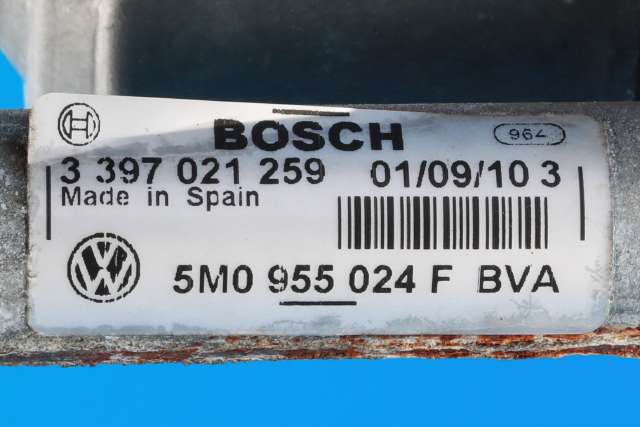 BOSCH 964
3 397 021 259 01/09/10 3
Made in Spain
5M0 955 024 F BVA